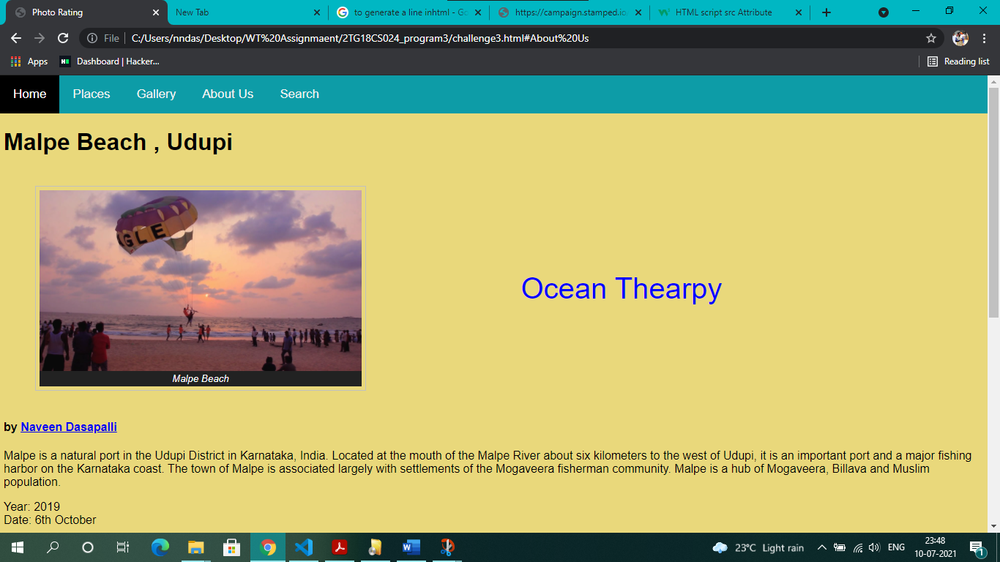 Photo Rating
New Tab
to generate a line inhtml - Go
https://campaign.stamped.io
HTML script src Attribute
File
C:/Users/nndas/Desktop/WT%20Assignmaent/2TG18CS024_program3/challenge3.html#About%20Us
Apps
Dashboard | Hacker...
Reading list
Home
Places
Gallery
About Us
Search
Malpe Beach , Udupi
Ocean Thearpy
Malpe Beach
by Naveen Dasapalli
Malpe is a natural port in the Udupi District in Karnataka, India. Located at the mouth of the Malpe River about six kilometers to the west of Udupi, it is an important port and a major fishing
harbor on the Karnataka coast. The town of Malpe is associated largely with settlements of the Mogaveera fisherman community. Malpe is a hub of Mogaveera, Billava and Muslim
population.
Year: 2019
Date: 6th October
23°C Light rain
ENG
23:48
10-07-2021
1